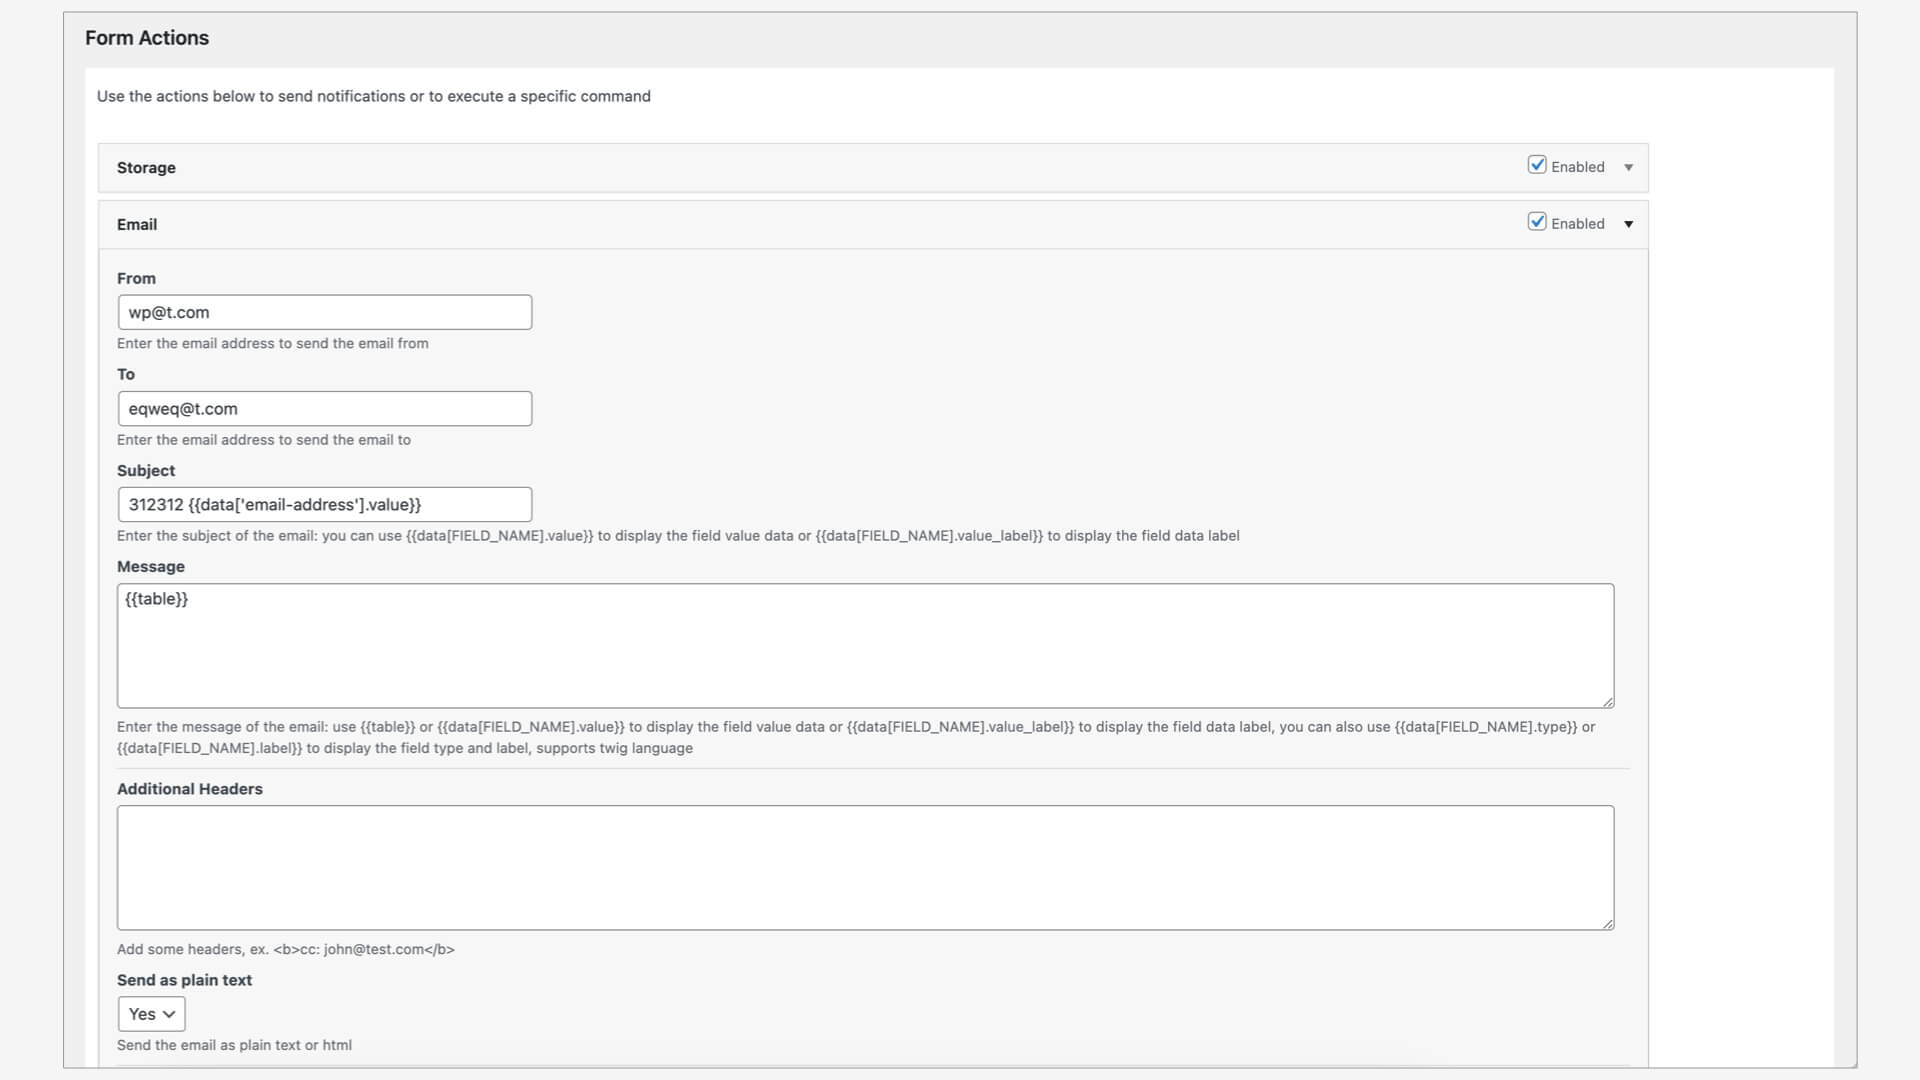 Form Actions
Use the actions below to send notifications or to execute a specific command
Storage
Enabled
Email
Enabled
From
wp@t.com
Enter the email address to send the email from
To
eqweq@t.com
Enter the email address to send the email to
Subject
312312 {{data['email-address'].value}}
Enter the subject of the email: you can use {{data[FIELD_NAME].value}} to display the field value data or {{data[FIELD_NAME].value_label}} to display the field data label
Message
{{table}}
Enter the message of the email: use {{table}} or {{data[FIELD_NAME].value}} to display the field value data or {{data[FIELD_NAME].value_label}} to display the field data label, you can also use {{data[FIELD_NAME].type}} or
{{data[FIELD_NAME].label}} to display the field type and label, supports twig language
Additional Headers
Add some headers, ex. <b>cc: john@test.com</b>
Send as plain text
Yes
Send the email as plain text or html